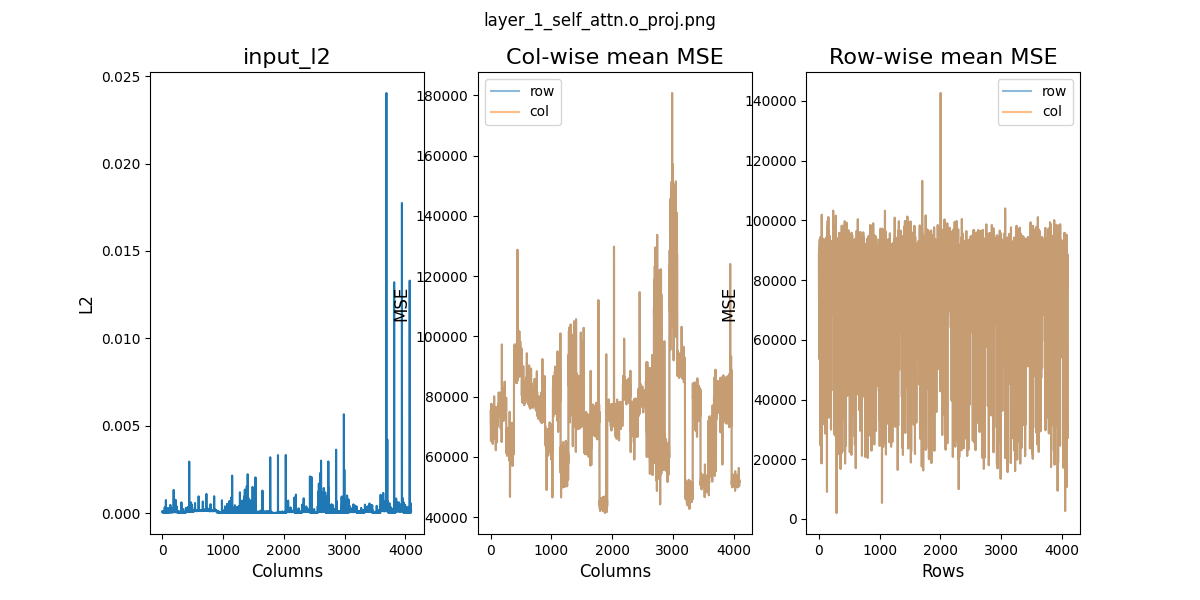 layer_1_self_attn.o_proj.png
input_l2
L2
0.025
0.020
0.015
0.010
0.005
0.000
0
1000
2000
3000
4000
Columns
Col-wise mean MSE
MSE
180000
160000
140000
120000
100000
80000
60000
40000
row
col
0
1000
2000
3000
4000
Columns
Row-wise mean MSE
MSE
140000
120000
100000
80000
60000
40000
20000
0
row
col
0
1000
2000
3000
4000
Rows